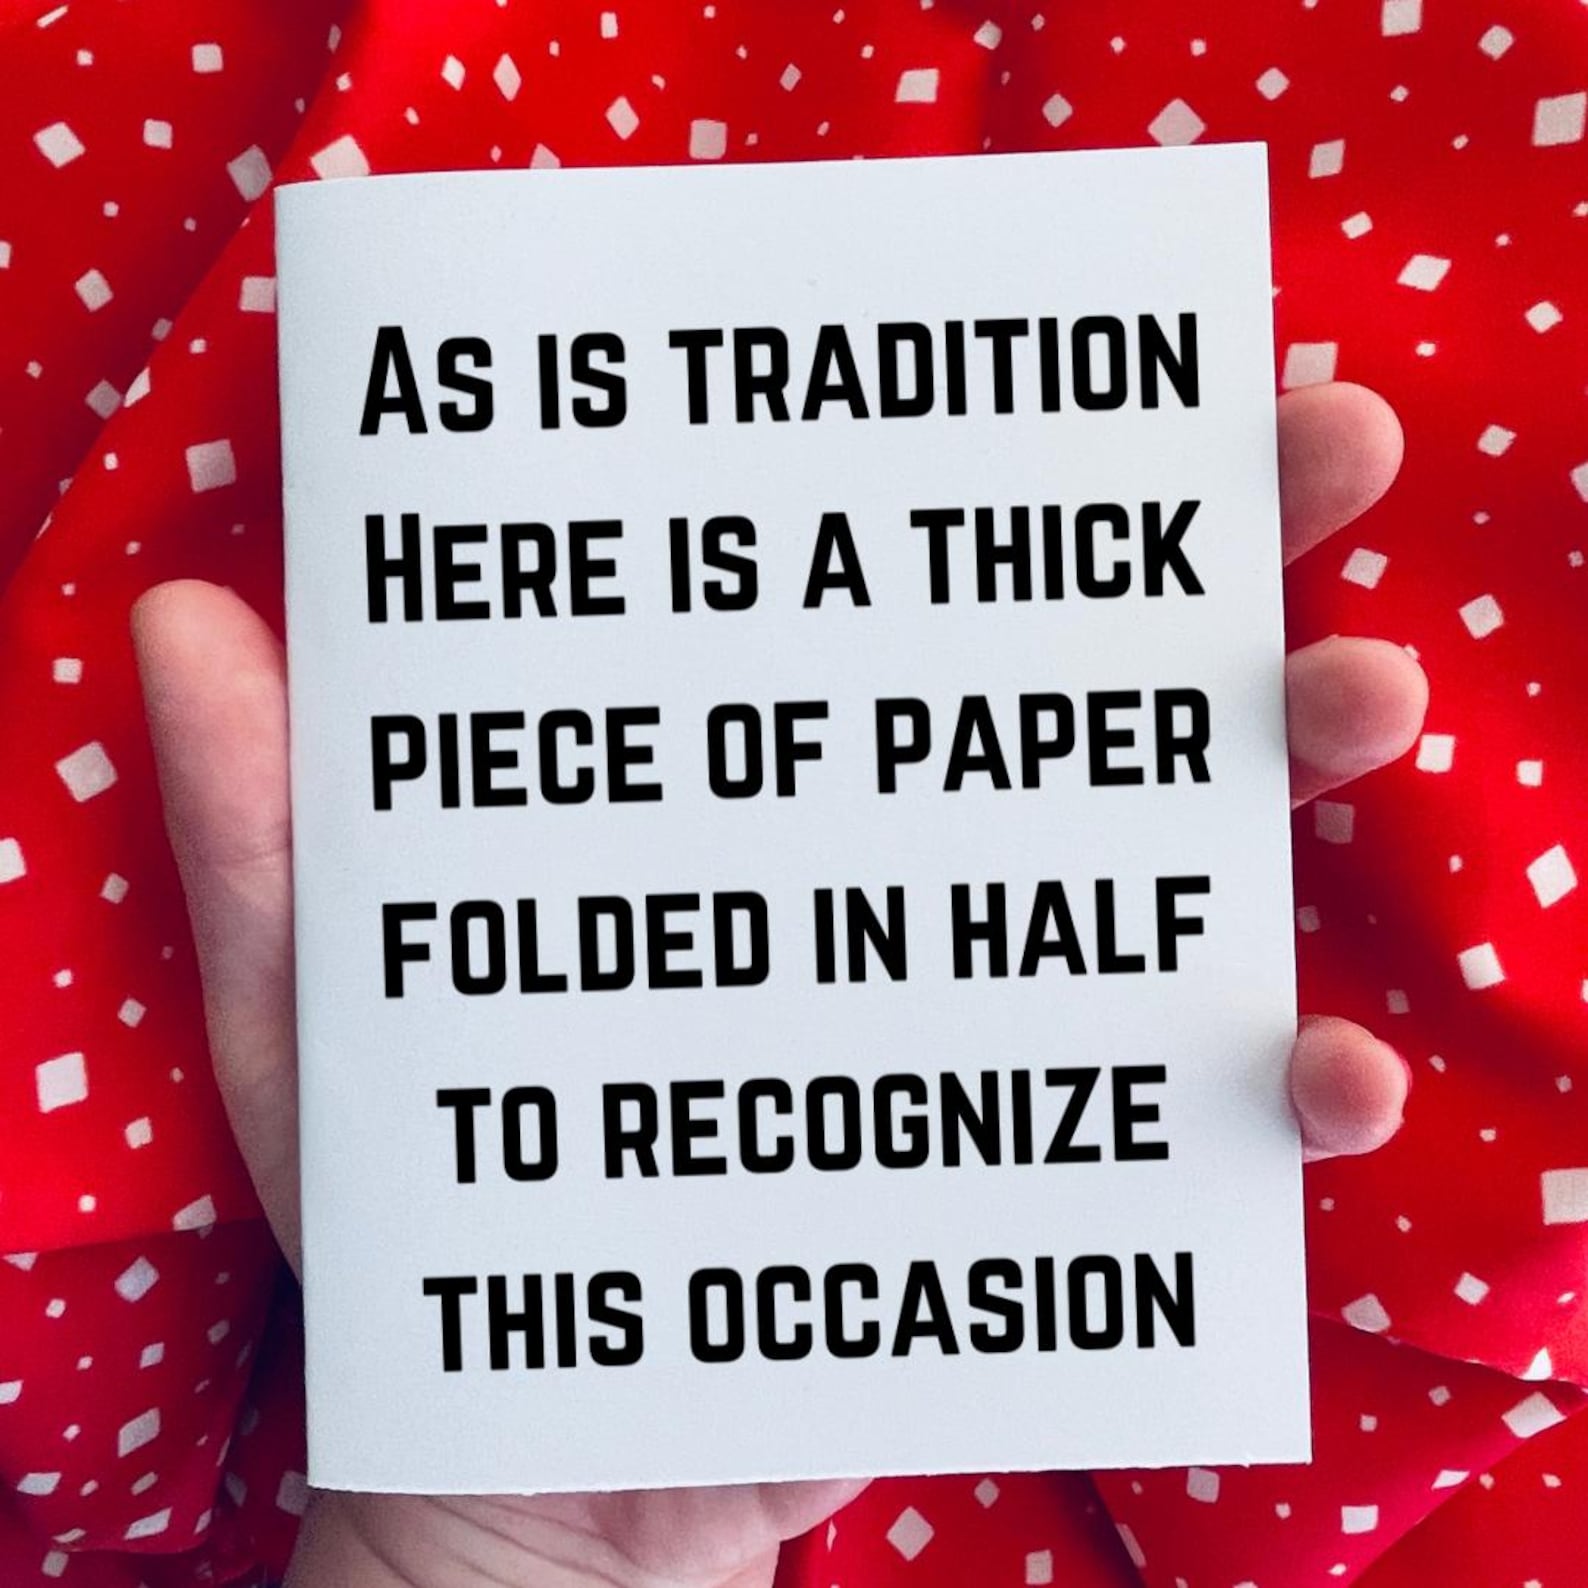 As is tradition
Here is a thick
piece of paper
folded in half
to recognize
this occasion